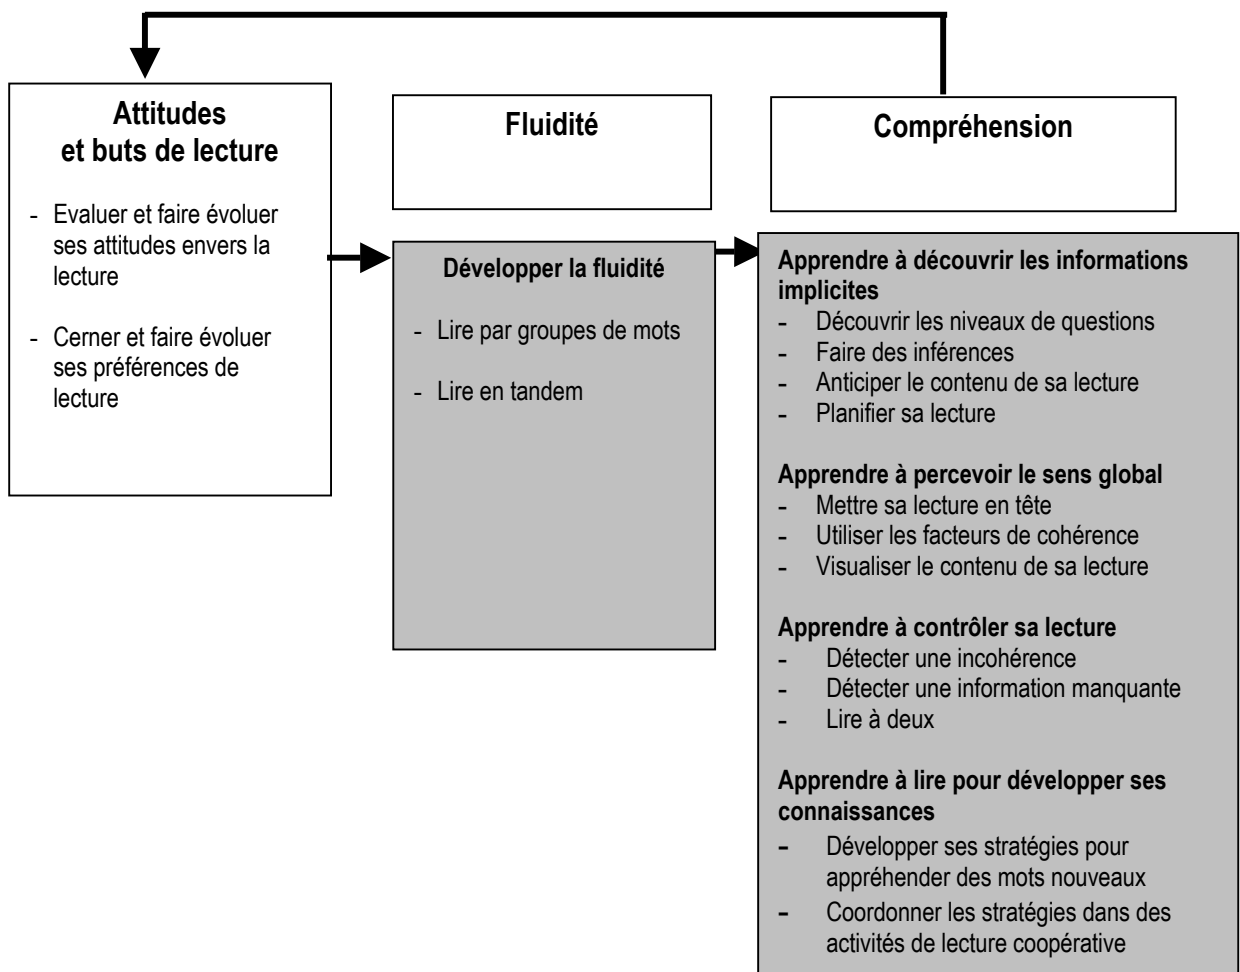 Attitudes
et buts de lecture
- Evaluer et faire évoluer
ses attitudes envers la
lecture
- Cerner et faire évoluer
ses préférences de
lecture
Fluidité
Développer la fluidité
- Lire par groupes de mots
- Lire en tandem
Compréhension
Apprendre à découvrir les informations
implicites
- Découvrir les niveaux de questions
- Faire des inférences
- Anticiper le contenu de sa lecture
- Planifier sa lecture
Apprendre à percevoir le sens global
- Mettre sa lecture en tête
- Utiliser les facteurs de cohérence
- Visualiser le contenu de sa lecture
Apprendre à contrôler sa lecture
- Détecter une incohérence
- Détecter une information manquante
- Lire à deux
Apprendre à lire pour développer ses
connaissances
- Développer ses stratégies pour
appréhender des mots nouveaux
- Coordonner les stratégies dans des
activités de lecture coopérative